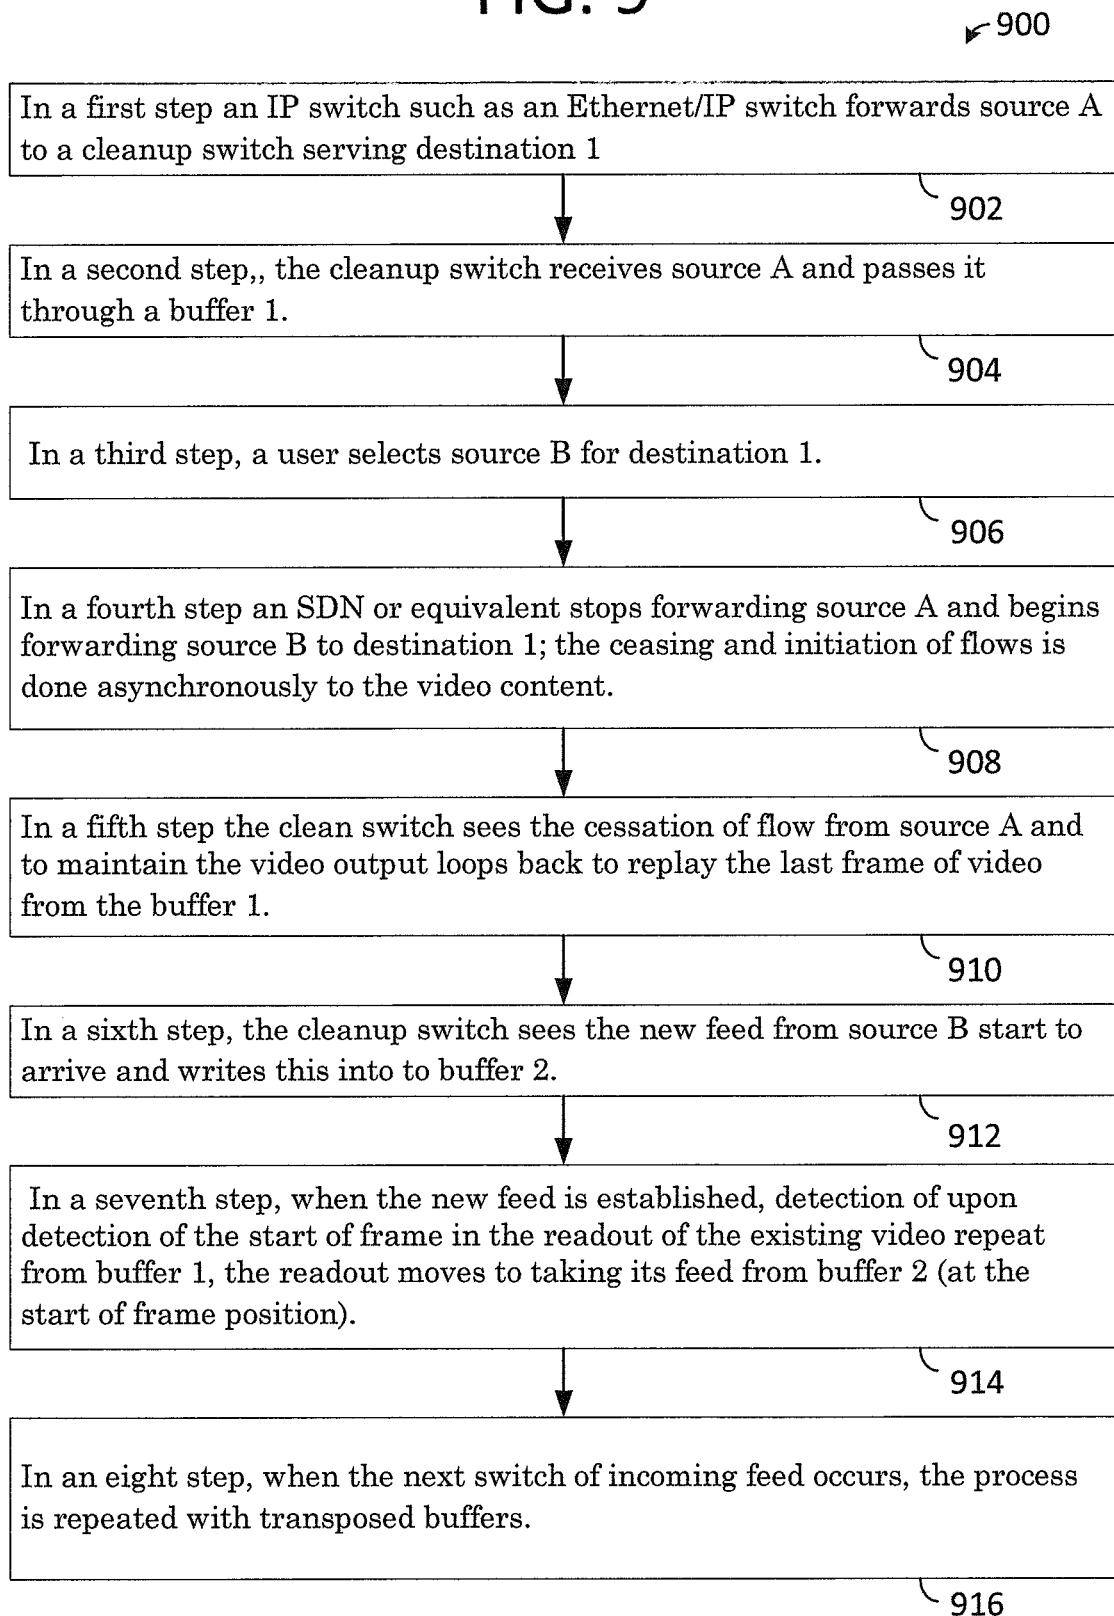 FIG. 9
900
In a first step an IP switch such as an Ethernet/IP switch forwards source A
to a cleanup switch serving destination 1
902
In a second step,, the cleanup switch receives source A and passes it
through a buffer 1.
904
In a third step, a user selects source B for destination 1.
906
In a fourth step an SDN or equivalent stops forwarding source A and begins
forwarding source B to destination 1; the ceasing and initiation of flows is
done asynchronously to the video content.
908
In a fifth step the clean switch sees the cessation of flow from source A and
to maintain the video output loops back to replay the last frame of video
from the buffer 1.
910
In a sixth step, the cleanup switch sees the new feed from source B start to
arrive and writes this into to buffer 2.
912
In a seventh step, when the new feed is established, detection of upon
detection of the start of frame in the readout of the existing video repeat
from buffer 1, the readout moves to taking its feed from buffer 2 (at the
start of frame position).
914
In an eight step, when the next switch of incoming feed occurs, the process
is repeated with transposed buffers.
916